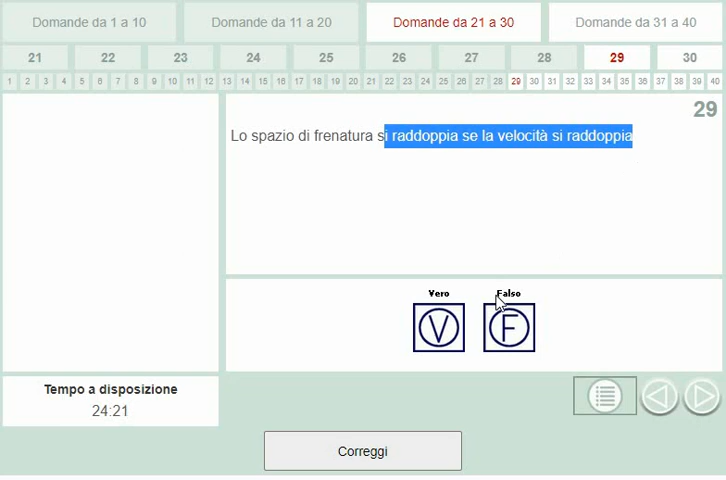 Domande da 1 a 10 Domande da 11 a 20 Domande da 21 a 30 Domande da 31 a 40
21 22 23 24 25 26 27 28 29 30
1 2 3 4 5 6 7 8 9 10 11 12 13 14 15 16 17 18 19 20 21 22 23 24 25 26 27 28 29 30 31 32 33 34 35 36 37 38 39 40
29
Lo spazio di frenatura si raddoppia se la velocità si raddoppia
Vero Falso
V F
Tempo a disposizione
24:21
Correggi